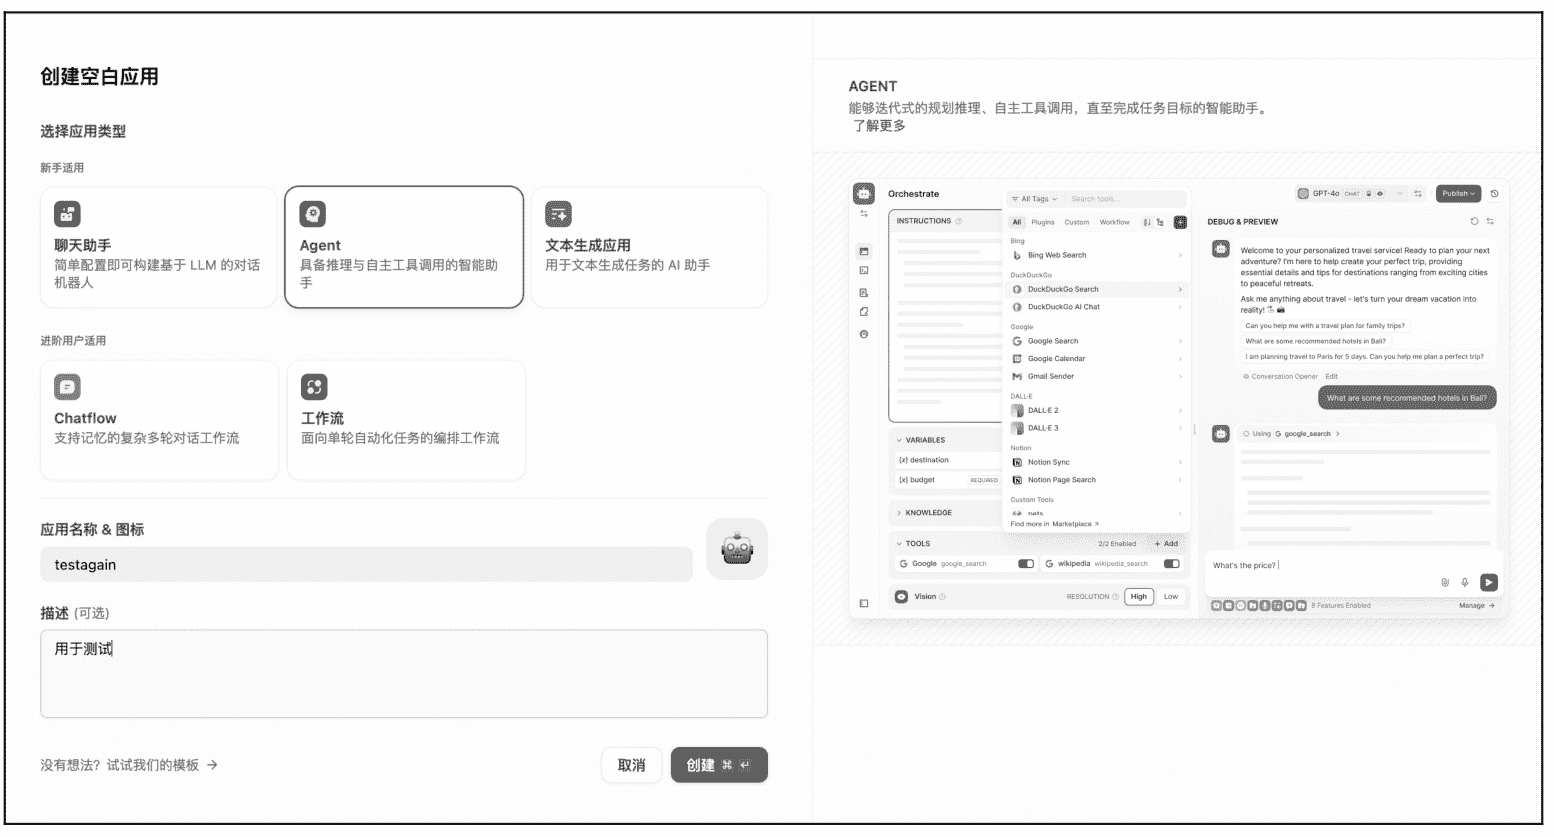 创建空白应用
选择应用类型
新手适用
聊天助手
简单配置即可构建基于 LLM 的对话
机器人
Agent
具备推理与自主工具调用的智能助
手
文本生成应用
用于文本生成任务的 AI 助手
进阶用户适用
Chatflow
支持记忆的复杂多轮对话工作流
工作流
面向单轮自动化任务的编排工作流
应用名称 & 图标
testagain
描述 (可选)
用于测试
没有想法？试试我们的模板 →
取消
创建 ⌘ ↵
AGENT
能够迭代式的规划推理、自主工具调用，直至完成任务目标的智能助手。
了解更多
Orchestrate
INSTRUCTIONS
VARIABLES
{x} destination
{x} budget REQUIRED
KNOWLEDGE
TOOLS 2/2 Enabled + Add
Google google_search
wikipedia wikipedia_search
Vision RESOLUTION High Low
All Tags Search tools...
All Plugins Custom Workflow
Bing
Bing Web Search
DuckDuckGo
DuckDuckGo Search
DuckDuckGo AI Chat
Google
Google Search
Google Calendar
Gmail Sender
DALL-E
DALL-E 2
DALL-E 3
Notion
Notion Sync
Notion Page Search
Custom Tools
pets
Find more in Marketplace ↗
GPT-4o CHAT
Publish
DEBUG & PREVIEW
Welcome to your personalized travel service! Ready to plan your next
adventure? I'm here to help create your perfect trip, providing
essential details and tips for destinations ranging from exciting cities
to peaceful retreats.
Ask me anything about travel - let's turn your dream vacation into
reality!
Can you help me with a travel plan for family trips?
What are some recommended hotels in Bali?
I am planning travel to Paris for 5 days. Can you help me plan a perfect trip?
Conversation Opener · Edit
What are some recommended hotels in Bali?
Using google_search
What's the price?
8 Features Enabled
Manage →